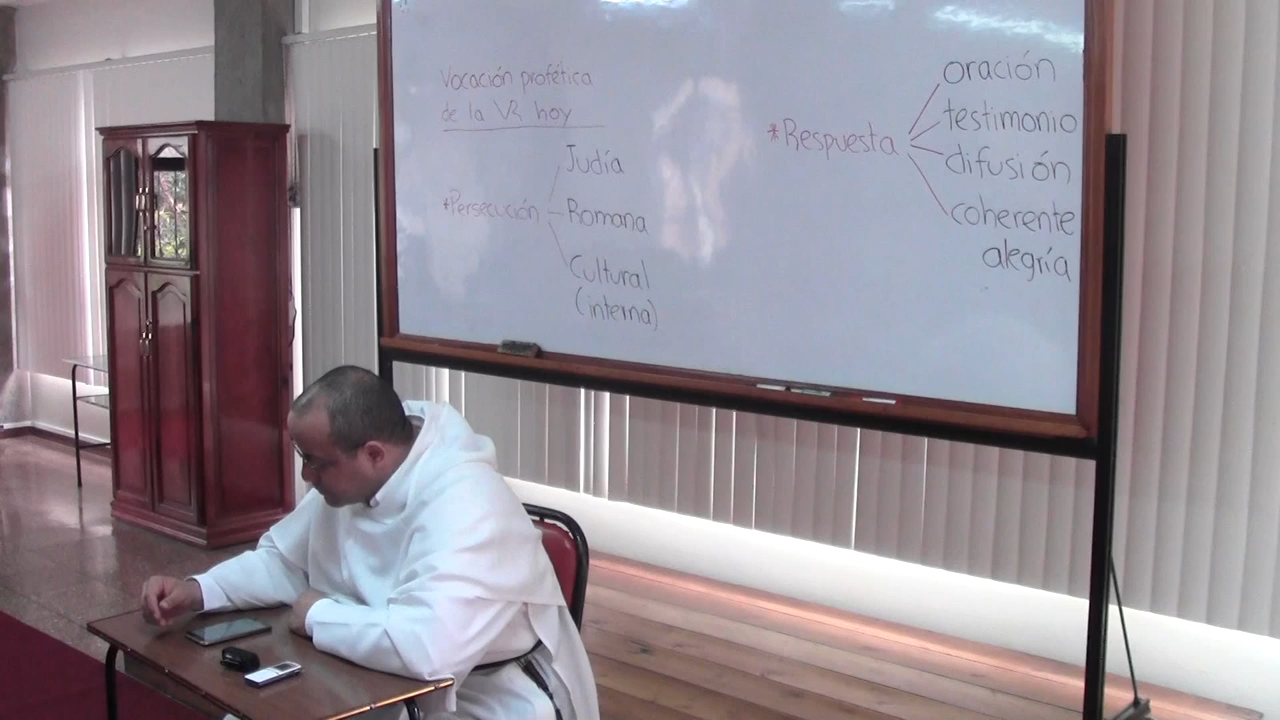 Vocación profética
de la VR hoy
*Persecución
Judía
Romana
Cultural
(interna)
*Respuesta
oración
testimonio
difusión
coherente
alegría